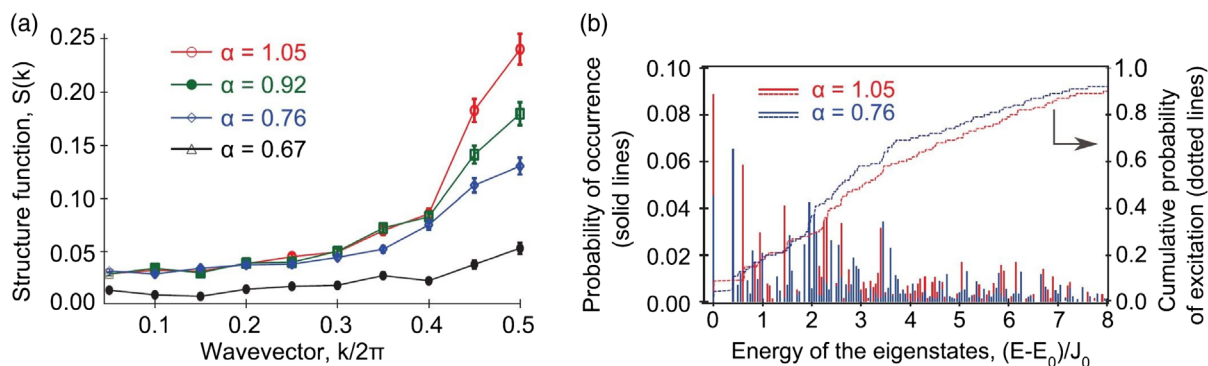 (a)
Structure function, S(k)
0.25
0.20
0.15
0.10
0.05
0.00
α = 1.05
α = 0.92
α = 0.76
α = 0.67
0.1
0.2
0.3
0.4
0.5
Wavevector, k/2π
(b)
Probability of occurrence
(solid lines)
0.10
0.08
0.06
0.04
0.02
0.00
α = 1.05
α = 0.76
1.0
0.8
0.6
0.4
0.2
0.0
Cumulative probability
of excitation (dotted lines)
0
1
2
3
4
5
6
7
8
Energy of the eigenstates, (E-E₀)/J₀